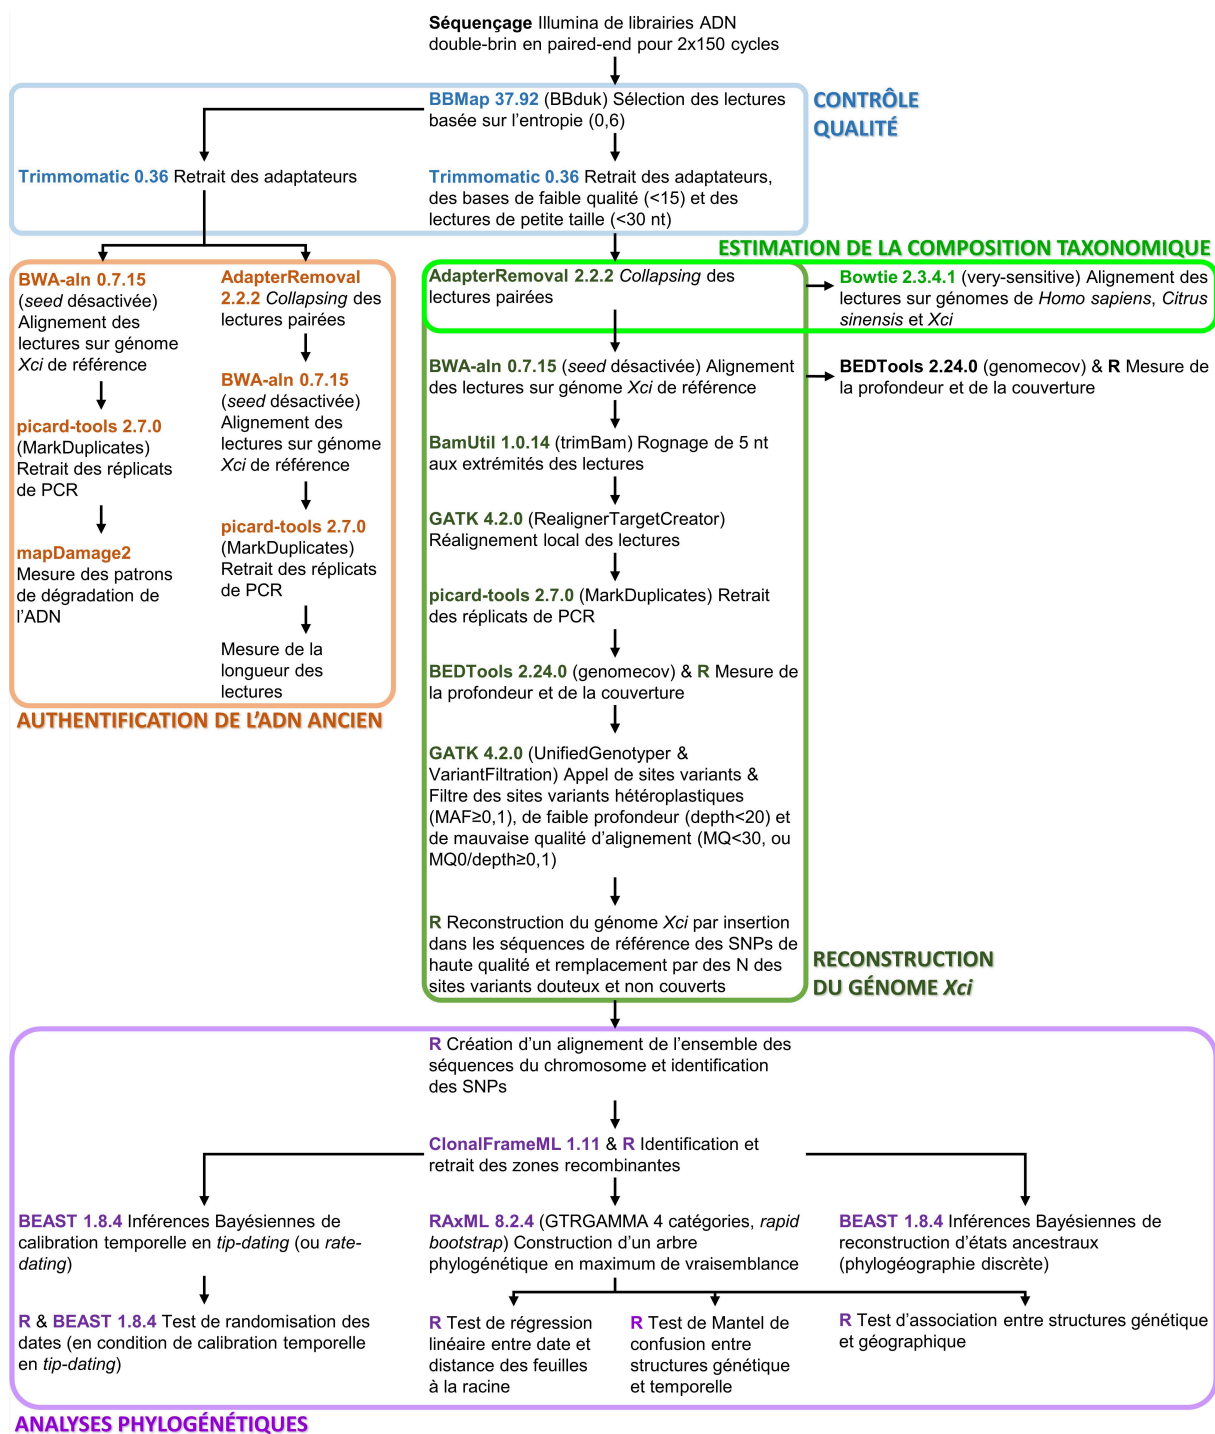 Séquençage Illumina de librairies ADN
double-brin en paired-end pour 2x150 cycles
BBMap 37.92 (BBduk) Sélection des lectures
basée sur l'entropie (0,6)
CONTRÔLE
QUALITÉ
Trimmomatic 0.36 Retrait des adaptateurs
Trimmomatic 0.36 Retrait des adaptateurs,
des bases de faible qualité (<15) et des
lectures de petite taille (<30 nt)
ESTIMATION DE LA COMPOSITION TAXONOMIQUE
BWA-aln 0.7.15
(seed désactivée)
Alignement des
lectures sur génome
Xci de référence
picard-tools 2.7.0
(MarkDuplicates)
Retrait des réplicats
de PCR
mapDamage2
Mesure des patrons
de dégradation de
l'ADN
AdapterRemoval
2.2.2 Collapsing des
lectures pairées
BWA-aln 0.7.15
(seed désactivée)
Alignement des
lectures sur génome
Xci de référence
picard-tools 2.7.0
(MarkDuplicates)
Retrait des réplicats
de PCR
Mesure de la
longueur des
lectures
AUTHENTIFICATION DE L'ADN ANCIEN
AdapterRemoval 2.2.2 Collapsing des
lectures pairées
Bowtie 2.3.4.1 (very-sensitive) Alignement des
lectures sur génomes de Homo sapiens, Citrus
sinensis et Xci
BWA-aln 0.7.15 (seed désactivée) Alignement
des lectures sur génome Xci de référence
BEDTools 2.24.0 (genomecov) & R Mesure de
la profondeur et de la couverture
BamUtil 1.0.14 (trimBam) Rognage de 5 nt
aux extrémités des lectures
GATK 4.2.0 (RealignerTargetCreator)
Réalignement local des lectures
picard-tools 2.7.0 (MarkDuplicates) Retrait
des réplicats de PCR
BEDTools 2.24.0 (genomecov) & R Mesure de
la profondeur et de la couverture
GATK 4.2.0 (UnifiedGenotyper &
VariantFiltration) Appel de sites variants &
Filtre des sites variants hétéroplastiques
(MAF≥0,1), de faible profondeur (depth<20) et
de mauvaise qualité d'alignement (MQ<30, ou
MQ0/depth≥0,1)
R Reconstruction du génome Xci par insertion
dans les séquences de référence des SNPs de
haute qualité et remplacement par des N des
sites variants douteux et non couverts
RECONSTRUCTION
DU GÉNOME Xci
R Création d'un alignement de l'ensemble des
séquences du chromosome et identification
des SNPs
ClonalFrameML 1.11 & R Identification et
retrait des zones recombinantes
BEAST 1.8.4 Inférences Bayésiennes de
calibration temporelle en tip-dating (ou rate-
dating)
RAxML 8.2.4 (GTRGAMMA 4 catégories, rapid
bootstrap) Construction d'un arbre
phylogénétique en maximum de vraisemblance
BEAST 1.8.4 Inférences Bayésiennes de
reconstruction d'états ancestraux
(phylogéographie discrète)
R & BEAST 1.8.4 Test de randomisation des
dates (en condition de calibration temporelle
en tip-dating)
R Test de régression
linéaire entre date et
distance des feuilles
à la racine
R Test de Mantel de
confusion entre
structures génétique
et temporelle
R Test d'association entre structures génétique
et géographique
ANALYSES PHYLOGÉNÉTIQUES